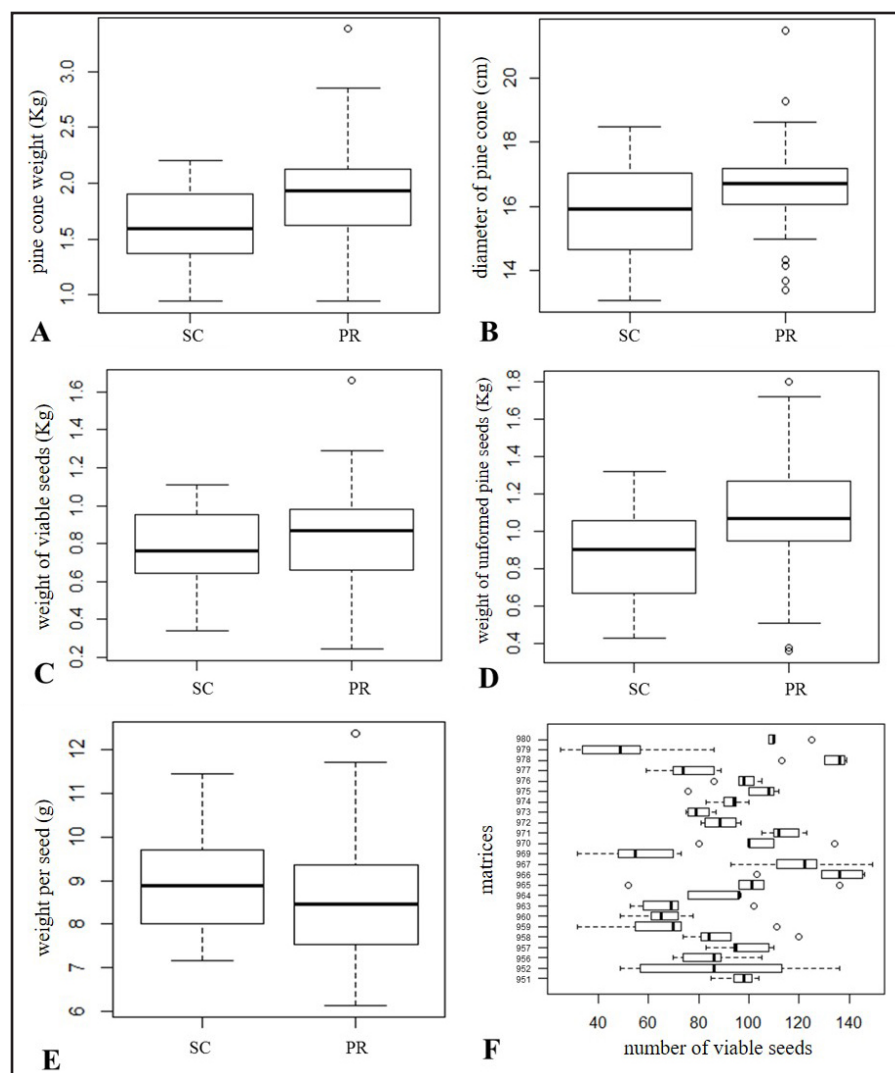 pine cone weight (Kg)
3.0
2.5
2.0
1.5
1.0
SC
PR
A
diameter of pine cone (cm)
20
18
16
14
SC
PR
B
weight of viable seeds (Kg)
1.6
1.4
1.2
1.0
0.8
0.6
0.4
0.2
SC
PR
C
weight of unformed pine seeds (Kg)
1.8
1.6
1.4
1.2
1.0
0.8
0.6
0.4
SC
PR
D
weight per seed (g)
12
11
10
9
8
7
6
SC
PR
E
matrices
980
979
978
977
976
975
974
973
972
971
970
969
967
966
965
964
963
960
959
958
957
956
952
951
40
60
80
100
120
140
number of viable seeds
F